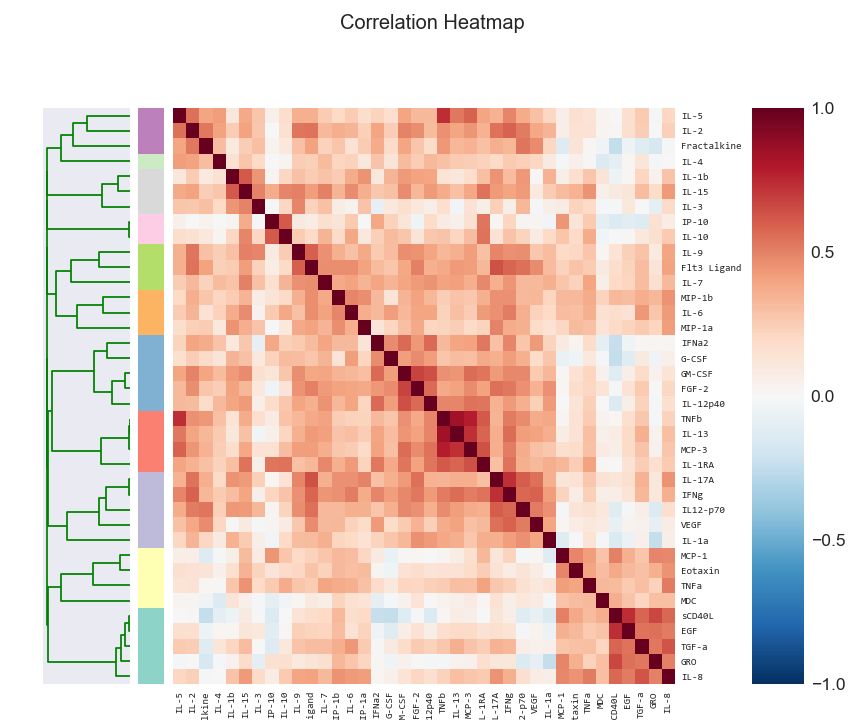 Correlation Heatmap
IL-5
IL-2
Fractalkine
IL-4
IL-1b
IL-15
IL-3
IP-10
IL-10
IL-9
Flt3 Ligand
IL-7
MIP-1b
IL-6
MIP-1a
IFNa2
G-CSF
GM-CSF
FGF-2
IL-12p40
TNFb
IL-13
MCP-3
IL-1RA
IL-17A
IFNg
IL12-p70
VEGF
IL-1a
MCP-1
Eotaxin
TNFa
MDC
sCD40L
EGF
TGF-a
GRO
IL-8
1.0
0.5
0.0
−0.5
−1.0
IL-5
IL-2
lkine
IL-4
IL-1b
IL-15
IL-3
IP-10
IL-10
IL-9
igand
IL-7
IP-1b
IL-6
IP-1a
IFNa2
G-CSF
M-CSF
FGF-2
12p40
TNFb
IL-13
MCP-3
L-1RA
L-17A
IFNg
2-p70
VEGF
IL-1a
MCP-1
taxin
TNFa
MDC
CD40L
EGF
TGF-a
GRO
IL-8